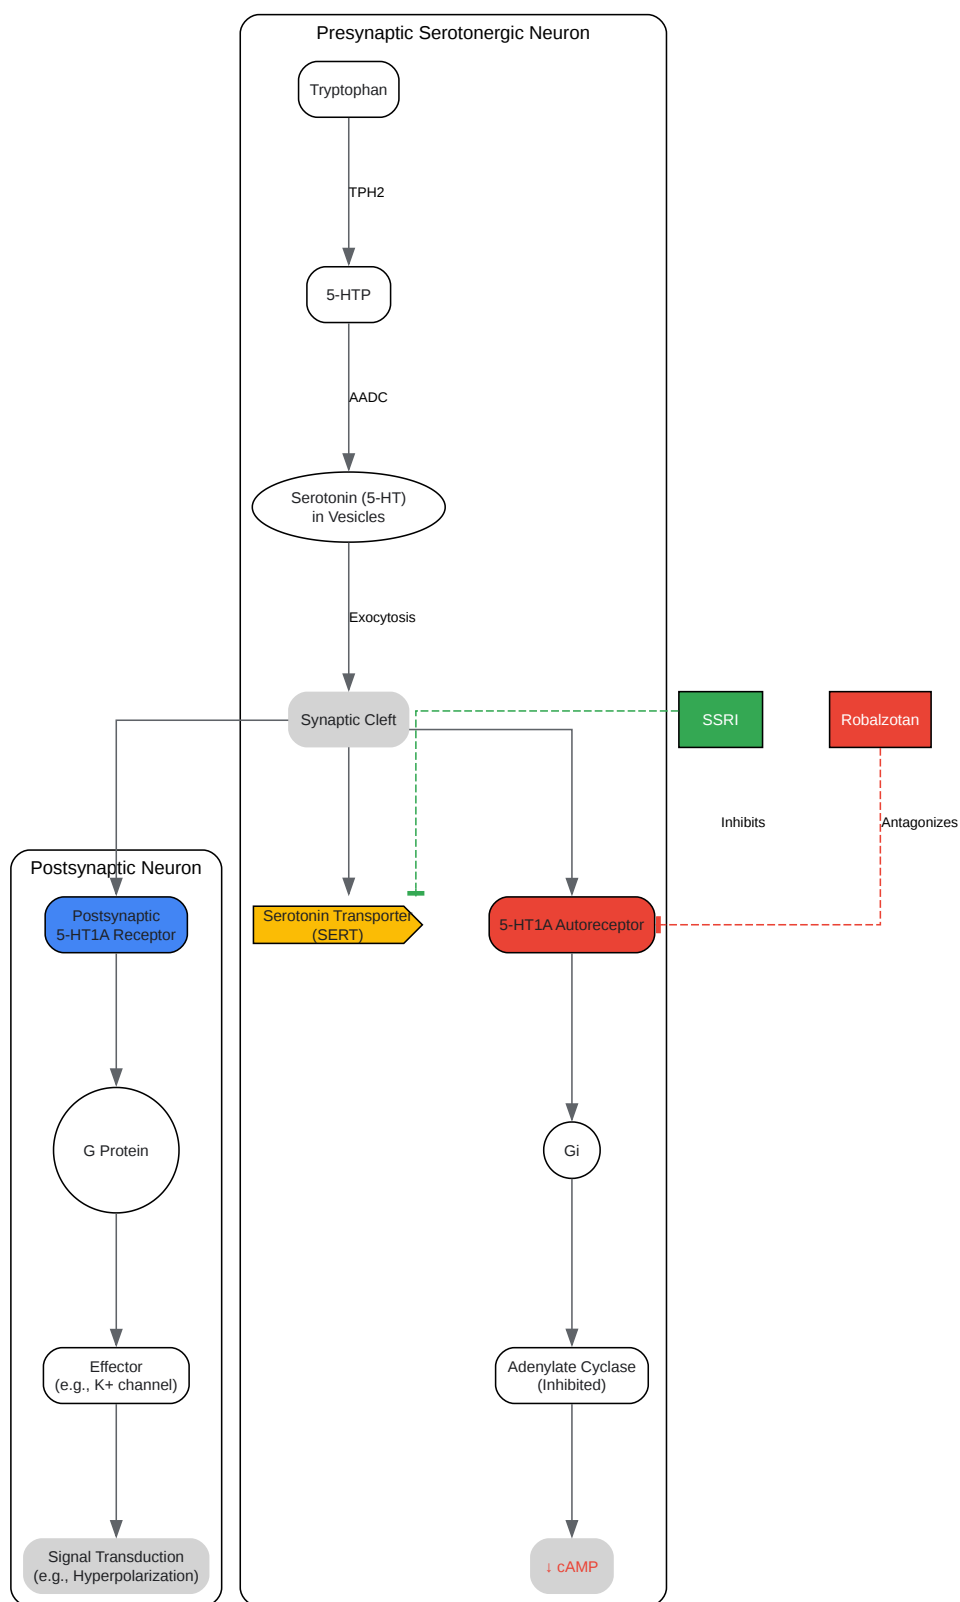 Presynaptic Serotonergic Neuron
Tryptophan
TPH2
5-HTP
AADC
Serotonin (5-HT)
in Vesicles
Exocytosis
Synaptic Cleft
SSRI
Robalzotan
Inhibits
Antagonizes
Postsynaptic Neuron
Postsynaptic
5-HT1A Receptor
Serotonin Transporter
(SERT)
5-HT1A Autoreceptor
G Protein
Gi
Effector
(e.g., K+ channel)
Adenylate Cyclase
(Inhibited)
Signal Transduction
(e.g., Hyperpolarization)
↓ cAMP